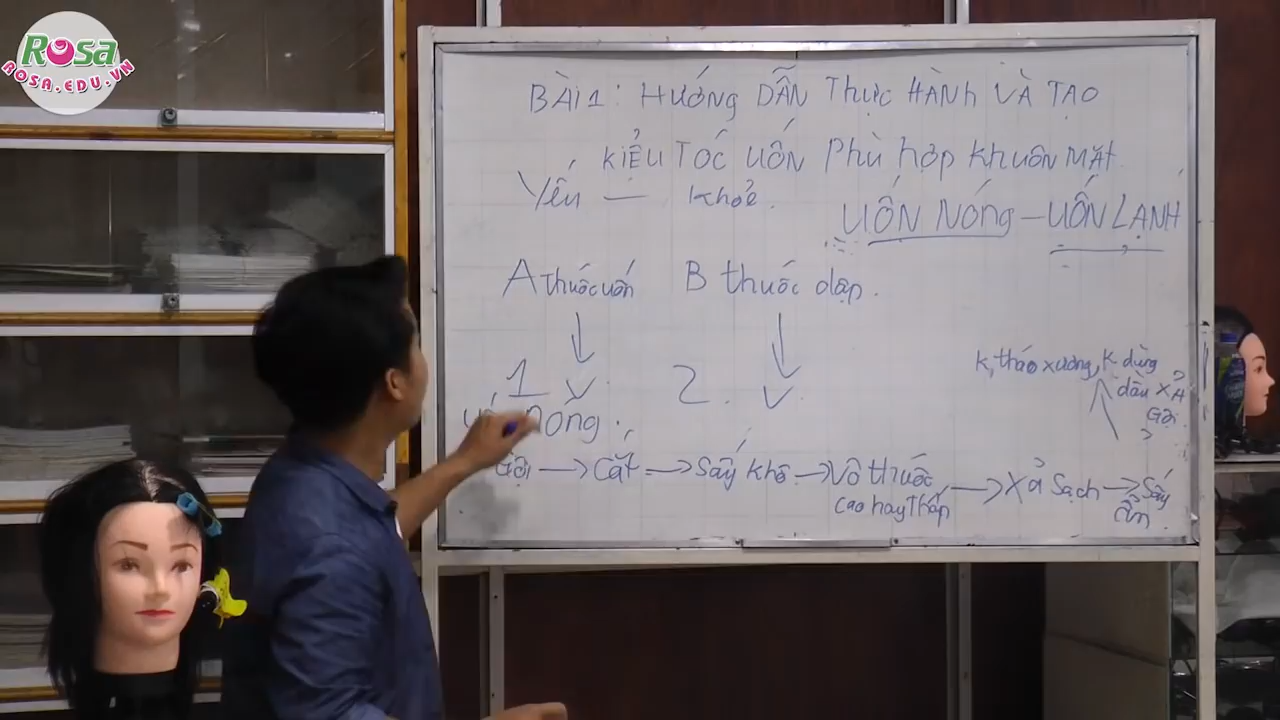 Rosa
ROSA.EDU.VN
BÀI 1: HƯỚNG DẪN THỰC HÀNH VÀ TẠO
KIỂU TÓC UỐN PHÙ HỢP KHUÔN MẶT.
Yếu — Khỏe.
UỐN NÓNG – UỐN LẠNH
A thuốc uốn B thuốc dập.
1 2.
nóng.
K, tháo xương, K dùng
dầu XẢ
Gội
Gội → Cắt → Sấy khô → Vô thuốc → Xả Sạch → Sấy
cao hay thấp ẩm.